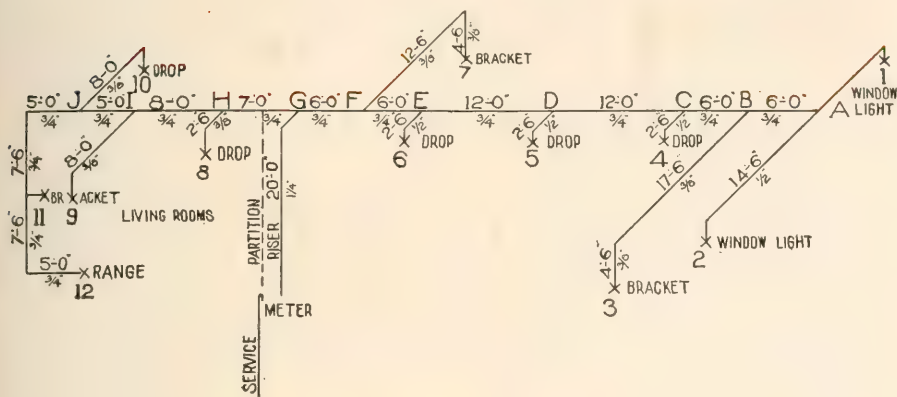 12-6"
3/8"
4-6"
3/8"
BRACKET
7
8-0"
3/8"
DROP
10
1
WINDOW
LIGHT
5-0" J 5-0" I 8-0" H 7-0" G 6-0" F 6-0" E 12-0" D 12-0" C 6-0" B 6-0" A
3/4" 3/4" 3/4" 3/8" 3/4" 3/4" 3/4" 1/2" 3/4" 1/2" 3/4" 1/2" 3/4" 3/4"
2-6
DROP
8
2-6
DROP
6
2-6
DROP
5
2-6
DROP
4
7-6"
3/4"
8-0"
3/8"
BRACKET
11 9
LIVING ROOMS
7-6"
3/4"
5-0"
3/4"
RANGE
12
PARTITION
RISER 20-0"
1 1/4"
METER
SERVICE
17-6"
3/8"
14-6"
1/2"
WINDOW LIGHT
2
4-6"
3/8"
BRACKET
3